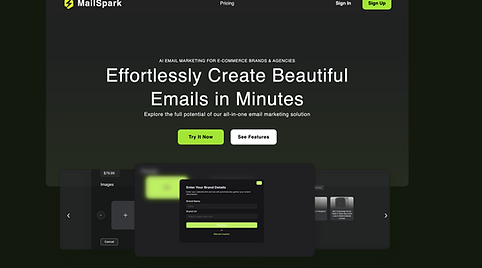 MailSpark
Pricing
Sign In
Sign Up
AI EMAIL MARKETING FOR E-COMMERCE BRANDS & AGENCIES
Effortlessly Create Beautiful
Emails in Minutes
Explore the full potential of our all-in-one email marketing solution
Try It Now
See Features
$79.99
Images
Cancel
Enter Your Brand Details
Brand Name
Brand Url